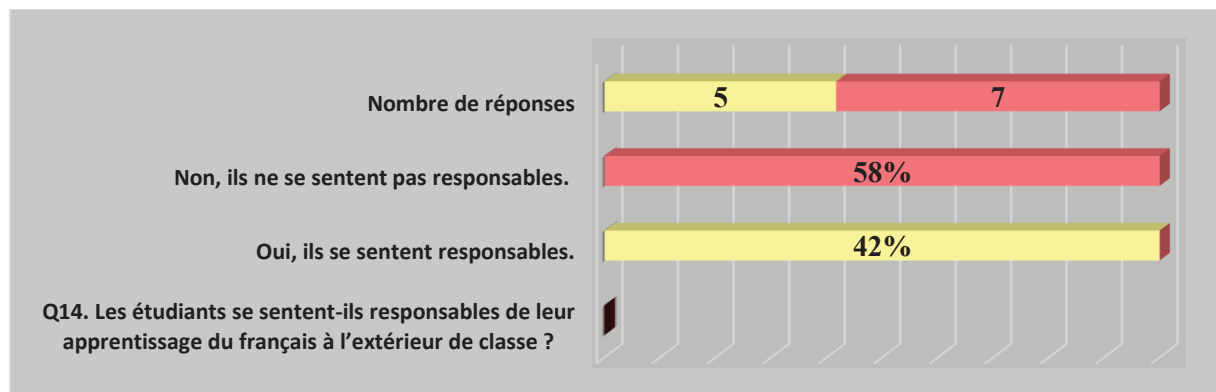 Nombre de réponses
5 7
Non, ils ne se sentent pas responsables.
58%
Oui, ils se sentent responsables.
42%
Q14. Les étudiants se sentent-ils responsables de leur
apprentissage du français à l'extérieur de classe ?